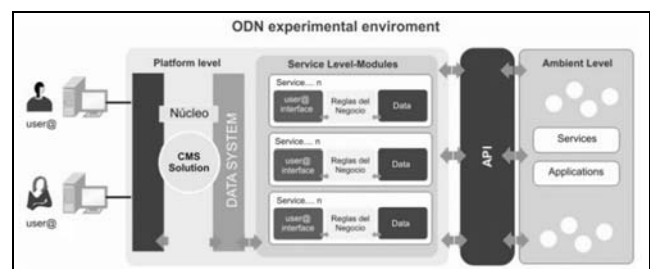 ODN experimental enviroment
Platform level
Service Level-Modules
Ambient Level
user@
user@
Núcleo
CMS
Solution
DATA SYSTEM
Service.... n
user@
interface
Reglas del
Negocio
Data
Service.... n
user@
interface
Reglas del
Negocio
Data
Service.... n
user@
interface
Reglas del
Negocio
Data
API
Services
Applications